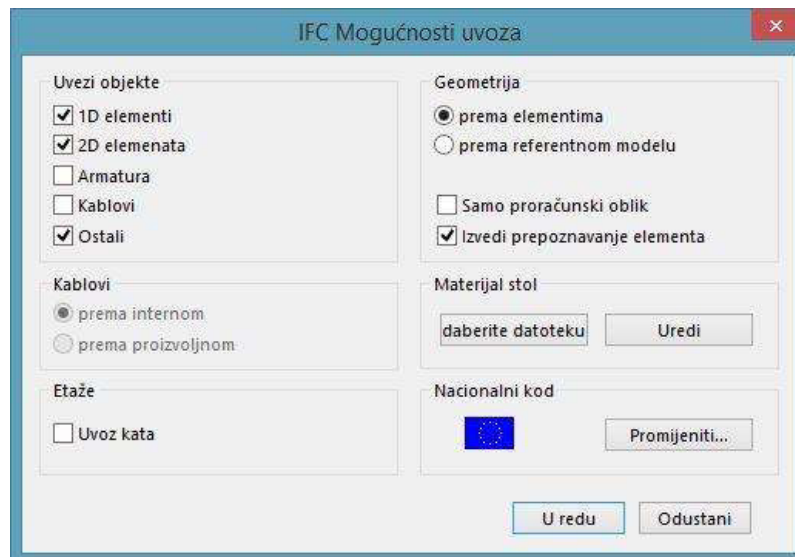 IFC Mogućnosti uvoza
Uvezi objekte
1D elementi
2D elemenata
Armatura
Kablovi
Ostali
Geometrija
prema elementima
prema referentnom modelu
Samo proračunski oblik
Izvedi prepoznavanje elementa
Kablovi
prema internom
prema proizvoljnom
Materijal stol
daberite datoteku
Uredi
Etaže
Uvoz kata
Nacionalni kod
Promijeniti...
U redu
Odustani